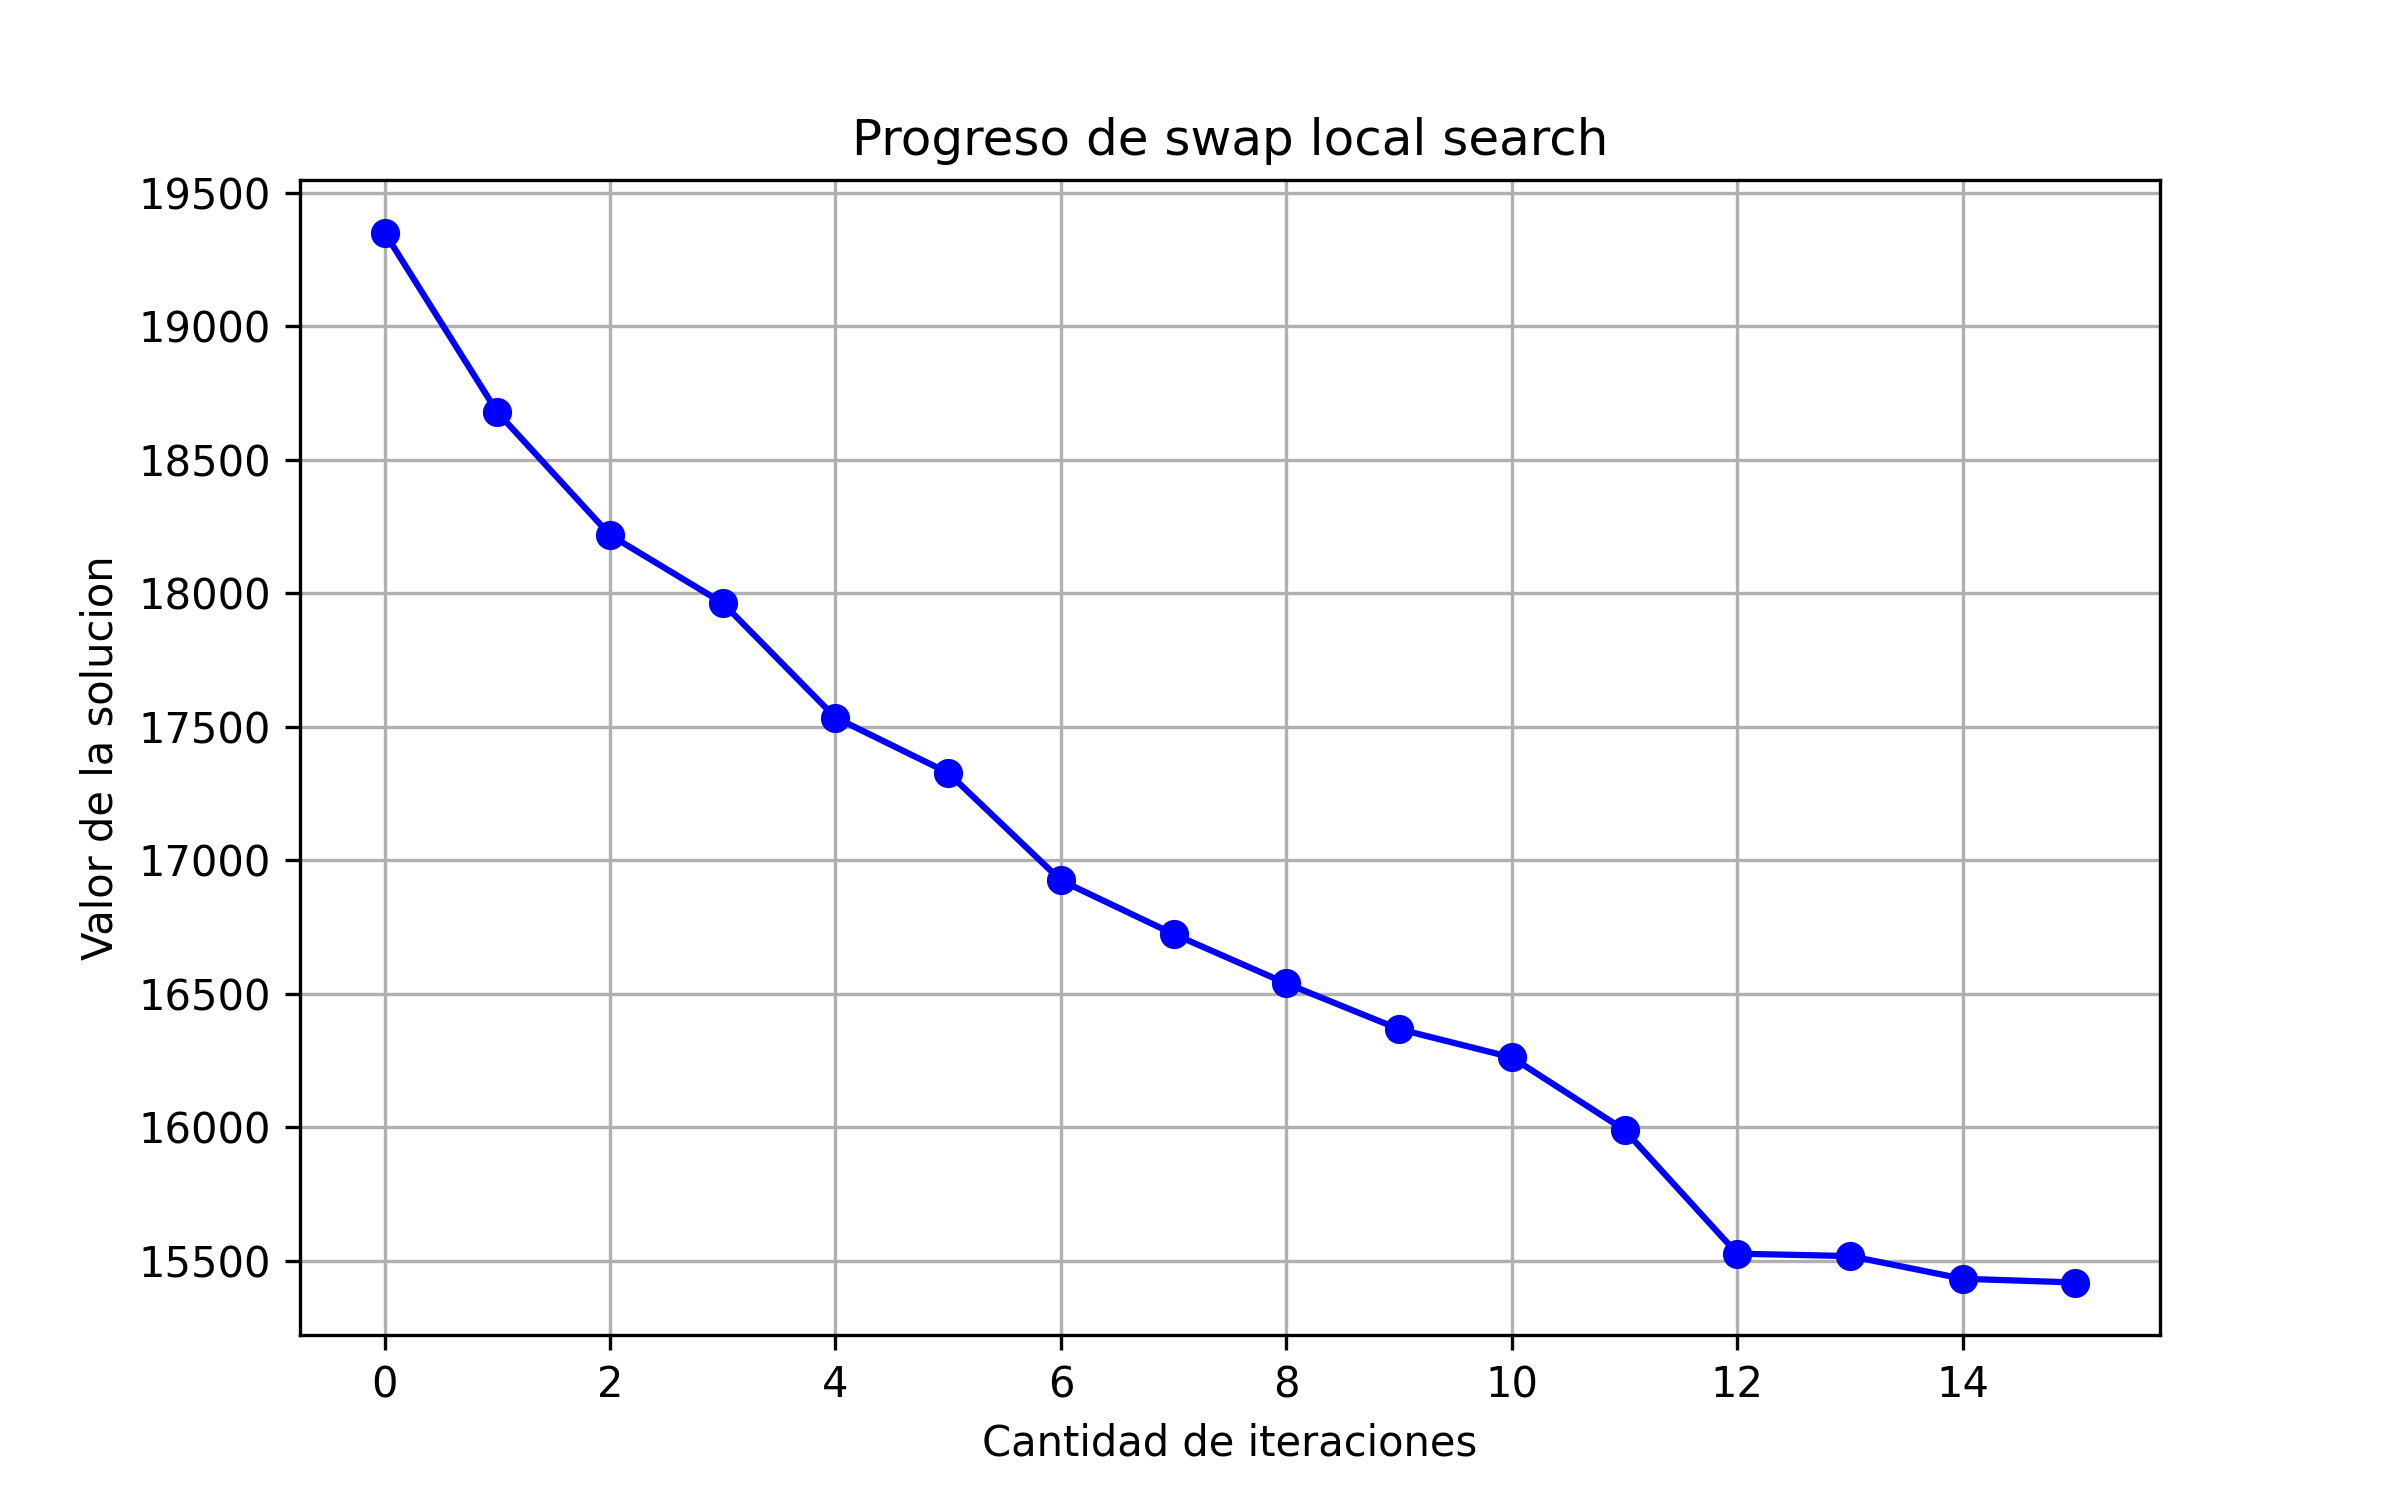 Progreso de swap local search
19500
19000
18500
18000
17500
17000
16500
16000
15500
Valor de la solucion
0 2 4 6 8 10 12 14
Cantidad de iteraciones